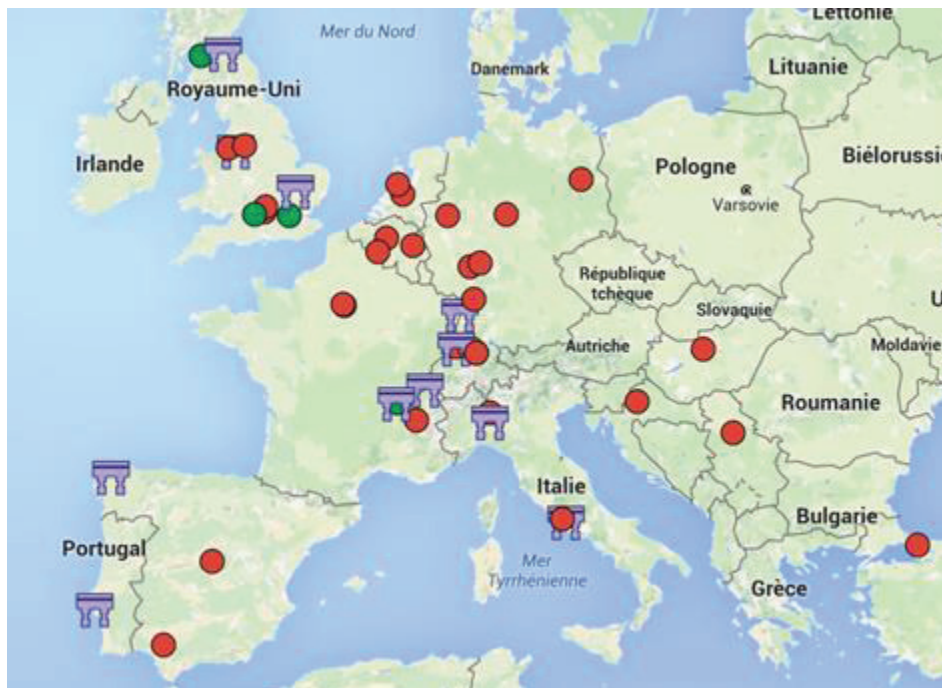 Lettonie
Mer du Nord
Danemark
Lituanie
Royaume-Uni
Irlande
Pologne
Biélorussi
Varsovie
République
tchèque
Slovaquie
U
Autriche
Moldavie
Roumanie
Italie
Bulgarie
Portugal
Mer
Tyrrhénienne
Grèce